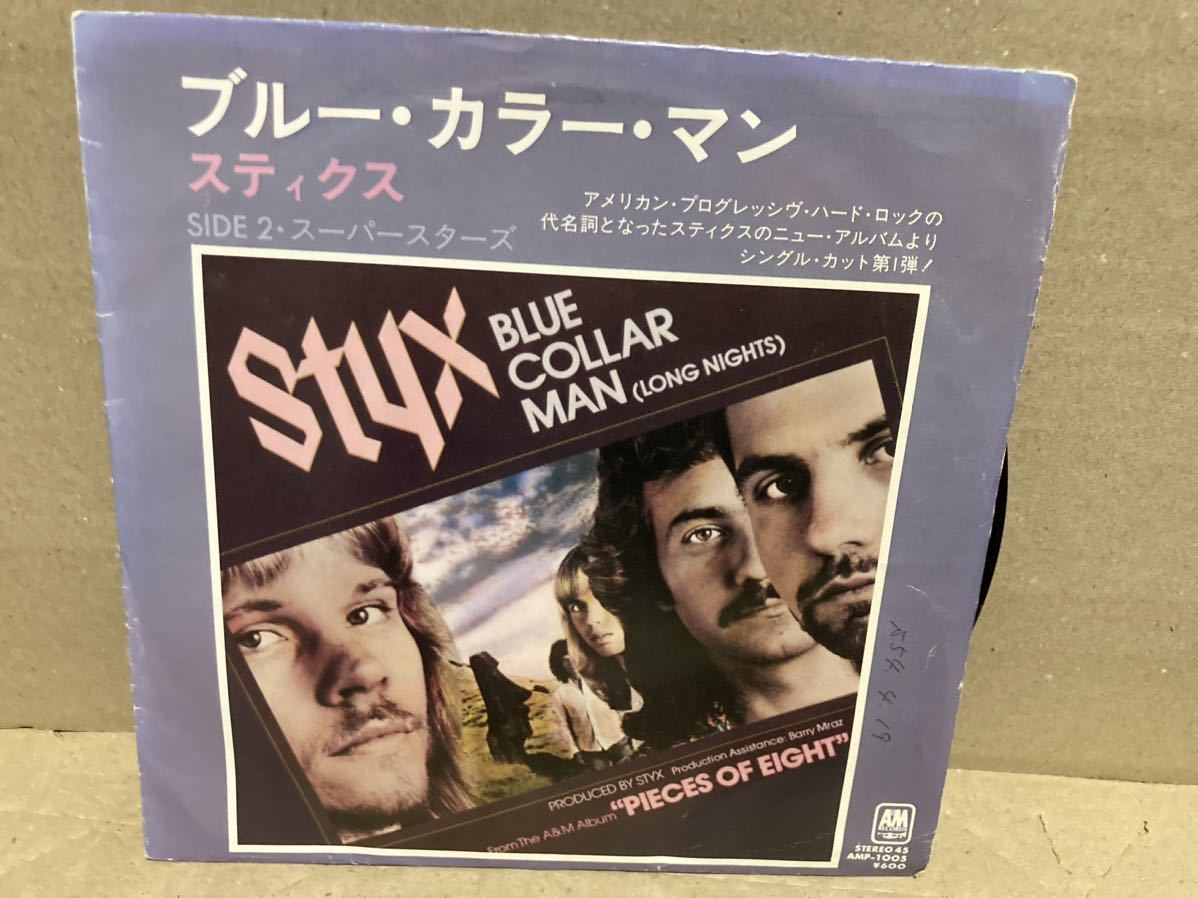 ブルー・カラー・マン
スティクス
SIDE 2・スーパースターズ
アメリカン・プログレッシヴ・ハード・ロックの
代名詞となったスティクスのニュー・アルバムより
シングル・カット第1弾!
Styx
BLUE
COLLAR
MAN (LONG NIGHTS)
PRODUCED BY STYX Production Assistance: Barry Mraz
From The A&M Album "PIECES OF EIGHT"
4.19
A&M
RECORDS
STEREO 45
AMP-1005
¥600